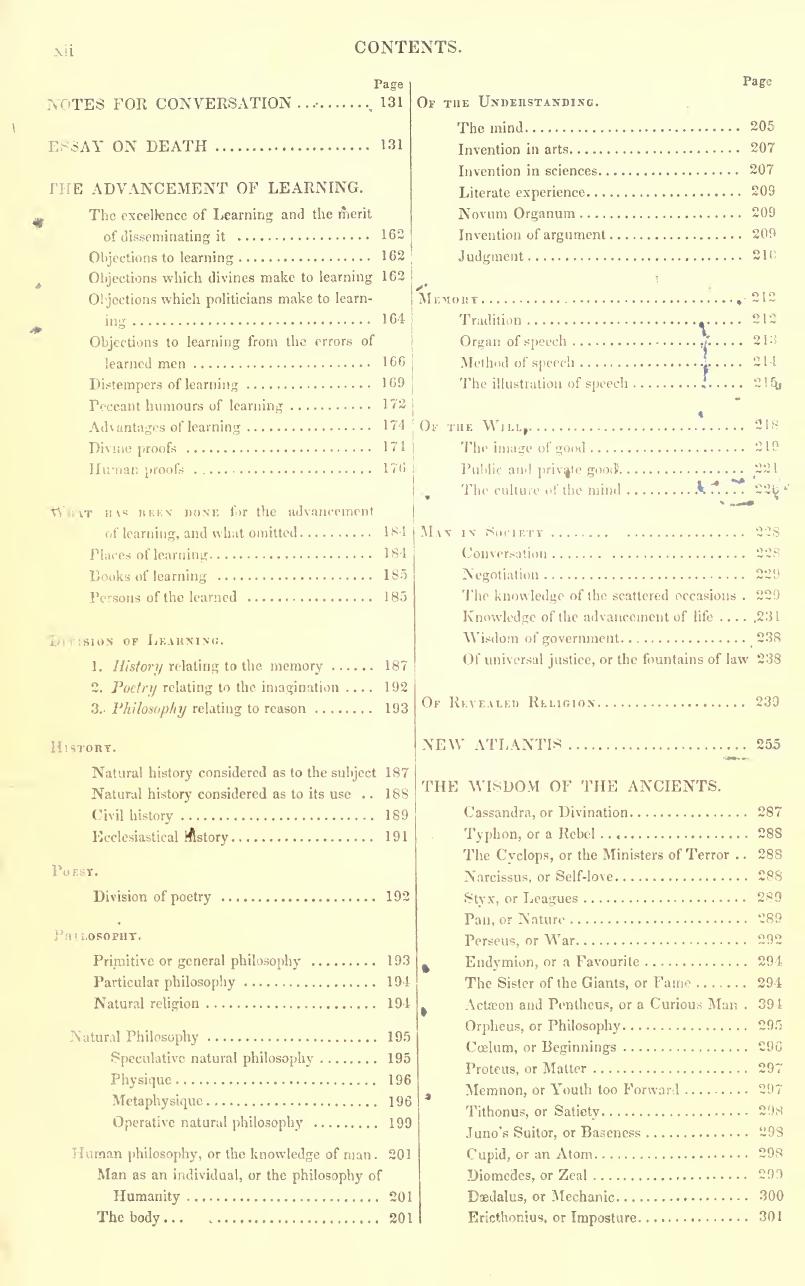 xii
CONTENTS.
Page
NOTES FOR CONVERSATION .......... 131
ESSAY ON DEATH .................... 131
THE ADVANCEMENT OF LEARNING.
The excellence of Learning and the merit
of disseminating it .................. 162
Objections to learning .................. 162
Objections which divines make to learning 162
Objections which politicians make to learn-
ing .................. 164
Objections to learning from the errors of
learned men .................. 166
Distempers of learning .................. 169
Peccant humours of learning ........... 172
Advantages of learning .................. 174
Divine proofs .................. 174
Human proofs .................. 176
WHAT HAS BEEN DONE for the advancement
of learning, and what omitted .......... 184
Places of learning .................. 184
Books of learning .................. 185
Persons of the learned .................. 185
DIVISION OF LEARNING.
1. History relating to the memory ...... 187
2. Poetry relating to the imagination .... 192
3. Philosophy relating to reason ........ 193
HISTORY.
Natural history considered as to the subject 187
Natural history considered as to its use .. 188
Civil history .................. 189
Ecclesiastical History .................. 191
POESY.
Division of poetry .................. 192
PHILOSOPHY.
Primitive or general philosophy ......... 193
Particular philosophy .................. 194
Natural religion .................. 194
Natural Philosophy .................. 195
Speculative natural philosophy ........ 195
Physique .................. 196
Metaphysique .................. 196
Operative natural philosophy ......... 199
Human philosophy, or the knowledge of man . 201
Man as an individual, or the philosophy of
Humanity .................. 201
The body ... .................. 201
Page
OF THE UNDERSTANDING.
The mind .................. 205
Invention in arts .................. 207
Invention in sciences .................. 207
Literate experience .................. 209
Novum Organum .................. 209
Invention of argument .................. 209
Judgment .................. 210
MEMORY .................. 212
Tradition .................. 212
Organ of speech .................. 213
Method of speech .................. 214
The illustration of speech .................. 215
OF THE WILL, .................. 218
The image of good .................. 219
Public and private good .................. 221
The culture of the mind ..................
MAN IN SOCIETY .................. 228
Conversation .................. 228
Negotiation .................. 229
The knowledge of the scattered occasions . 229
Knowledge of the advancement of life .... 231
Wisdom of government .................. 238
Of universal justice, or the fountains of law 238
OF REVEALED RELIGION .................. 239
NEW ATLANTIS .................. 255
THE WISDOM OF THE ANCIENTS.
Cassandra, or Divination .................. 287
Typhon, or a Rebel .................. 288
The Cyclops, or the Ministers of Terror .. 288
Narcissus, or Self-love .................. 288
Styx, or Leagues .................. 289
Pan, or Nature .................. 289
Perseus, or War .................. 292
Endymion, or a Favourite .................. 294
The Sister of the Giants, or Fame ....... 294
Actæon and Pentheus, or a Curious Man . 394
Orpheus, or Philosophy .................. 295
Cœlum, or Beginnings .................. 296
Proteus, or Matter .................. 297
Memnon, or Youth too Forward ......... 297
Tithonus, or Satiety .................. 298
Juno's Suitor, or Baseness .................. 298
Cupid, or an Atom .................. 298
Diomedes, or Zeal .................. 299
Dædalus, or Mechanic .................. 300
Ericthonius, or Imposture .................. 301